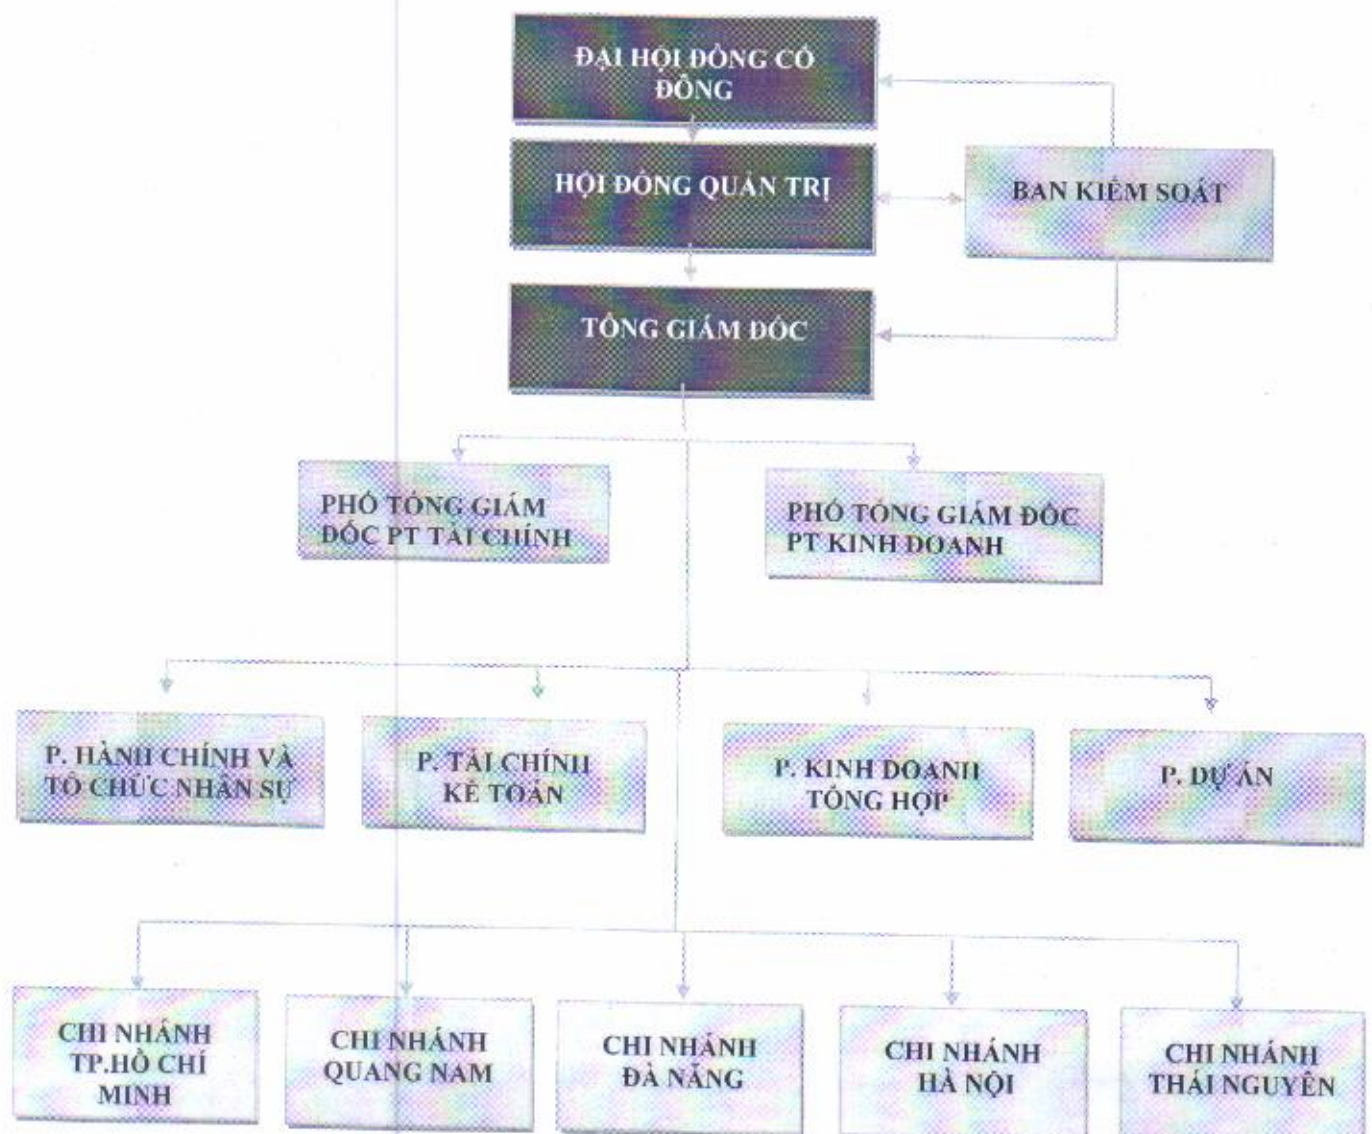 ĐẠI HỘI ĐỒNG CỔ
ĐÔNG
HỘI ĐỒNG QUẢN TRỊ
BAN KIỂM SOÁT
TỔNG GIÁM ĐỐC
PHÓ TỔNG GIÁM
ĐỐC PT TÀI CHÍNH
PHÓ TỔNG GIÁM ĐỐC
PT KINH DOANH
P. HÀNH CHÍNH VÀ
TỔ CHỨC NHÂN SỰ
P. TÀI CHÍNH
KẾ TOÁN
P. KINH DOANH
TỔNG HỢP
P. DỰ ÁN
CHI NHÁNH
TP.HỒ CHÍ
MINH
CHI NHÁNH
QUANG NAM
CHI NHÁNH
ĐÀ NẴNG
CHI NHÁNH
HÀ NỘI
CHI NHÁNH
THÁI NGUYÊN